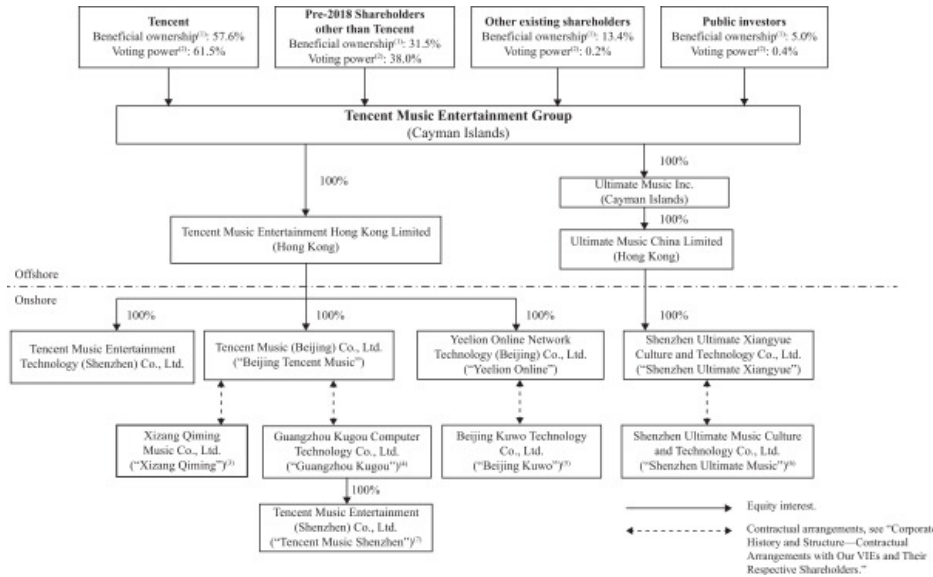 Tencent
Beneficial ownership(1): 57.6%
Voting power(2): 61.5%
Pre-2018 Shareholders
other than Tencent
Beneficial ownership(1): 31.5%
Voting power(2): 38.0%
Other existing shareholders
Beneficial ownership(1): 13.4%
Voting power(2): 0.2%
Public investors
Beneficial ownership(1): 5.0%
Voting power(2): 0.4%
Tencent Music Entertainment Group
(Cayman Islands)
100%
100%
Ultimate Music Inc.
(Cayman Islands)
100%
Tencent Music Entertainment Hong Kong Limited
(Hong Kong)
Ultimate Music China Limited
(Hong Kong)
Offshore
Onshore
100%
100%
100%
100%
Tencent Music Entertainment
Technology (Shenzhen) Co., Ltd.
Tencent Music (Beijing) Co., Ltd.
("Beijing Tencent Music")
Yeelion Online Network
Technology (Beijing) Co., Ltd.
("Yeelion Online")
Shenzhen Ultimate Xiangyue
Culture and Technology Co., Ltd.
("Shenzhen Ultimate Xiangyue")
Xizang Qiming
Music Co., Ltd.
("Xizang Qiming")(3)
Guangzhou Kugou Computer
Technology Co., Ltd.
("Guangzhou Kugou")(4)
Beijing Kuwo Technology
Co., Ltd.
("Beijing Kuwo")(5)
Shenzhen Ultimate Music Culture
and Technology Co., Ltd.
("Shenzhen Ultimate Music")(6)
100%
Tencent Music Entertainment
(Shenzhen) Co., Ltd.
("Tencent Music Shenzhen")(7)
Equity interest.
Contractual arrangements, see "Corporate
History and Structure—Contractual
Arrangements with Our VIEs and Their
Respective Shareholders."